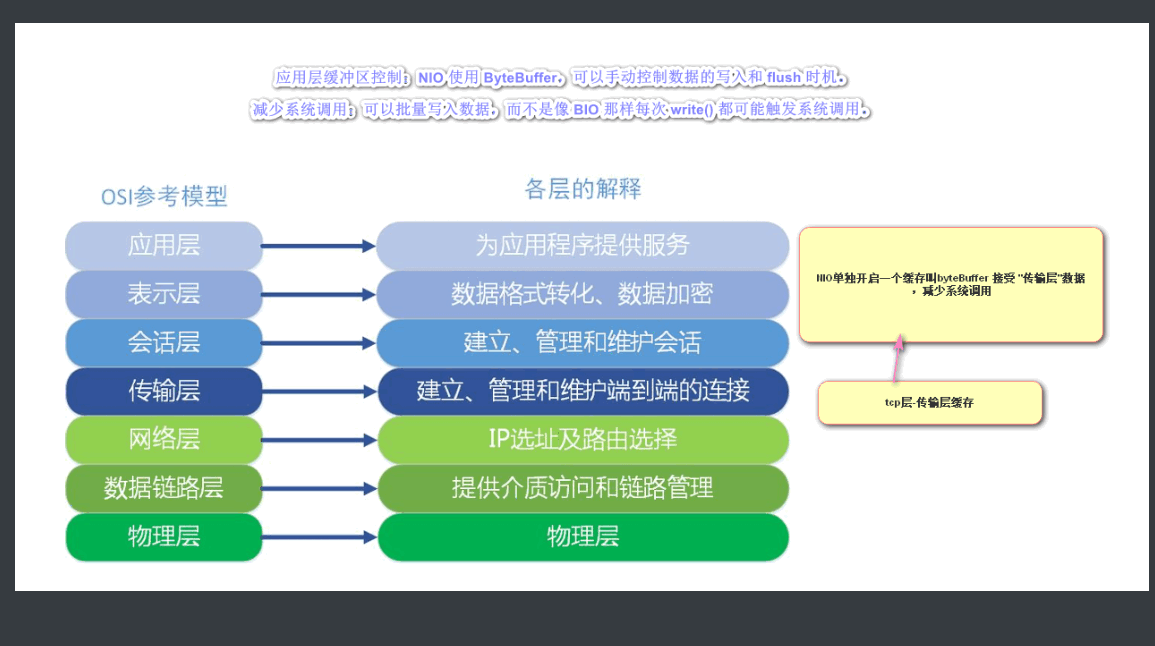 应用层缓冲区控制：NIO 使用 ByteBuffer，可以手动控制数据的写入和 flush 时机。
减少系统调用：可以批量写入数据，而不是像 BIO 那样每次 write() 都可能触发系统调用。
OSI参考模型
各层的解释
应用层
为应用程序提供服务
表示层
数据格式转化、数据加密
会话层
建立、管理和维护会话
传输层
建立、管理和维护端到端的连接
网络层
IP选址及路由选择
数据链路层
提供介质访问和链路管理
物理层
物理层
NIO单独开启一个缓存叫byteBuffer 接受 "传输层"数据
，减少系统调用
tcp层-传输层缓存